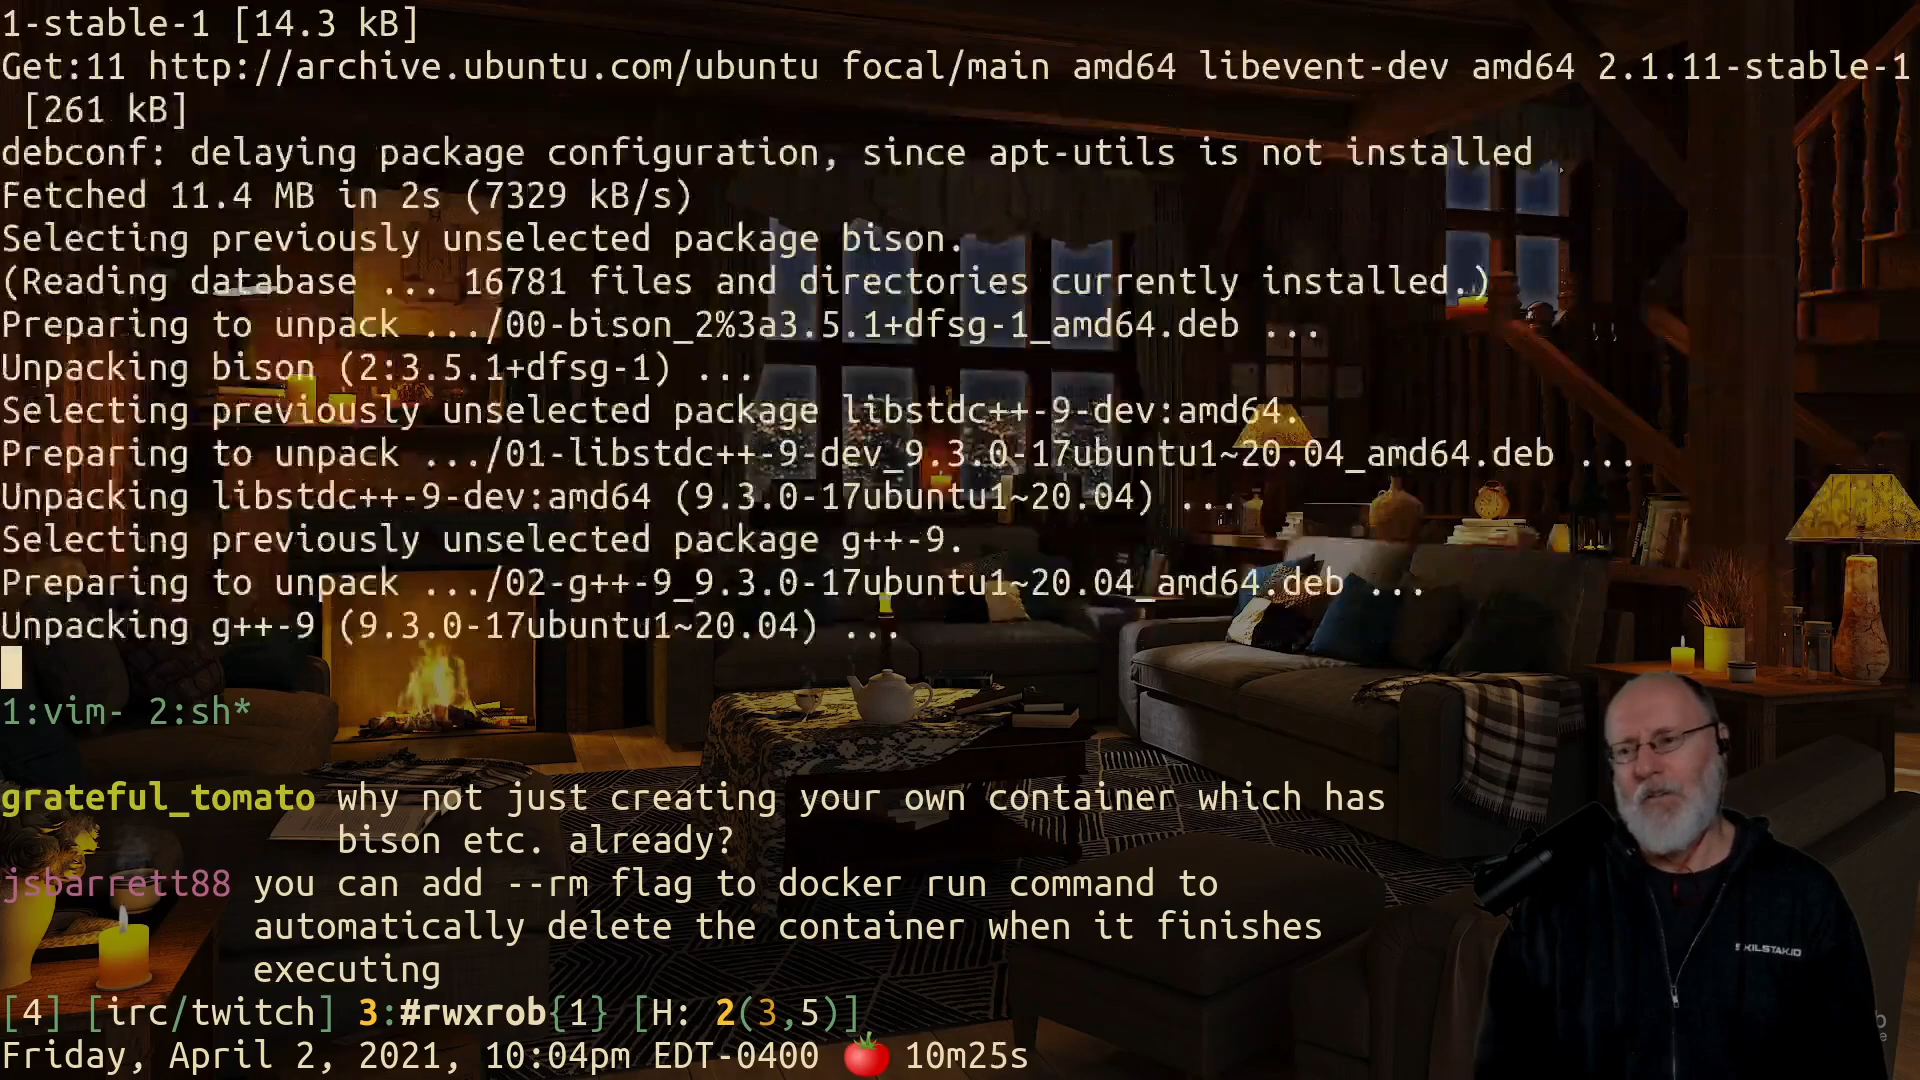 1-stable-1 [14.3 kB]
Get:11 http://archive.ubuntu.com/ubuntu focal/main amd64 libevent-dev amd64 2.1.11-stable-1
[261 kB]
debconf: delaying package configuration, since apt-utils is not installed
Fetched 11.4 MB in 2s (7329 kB/s)
Selecting previously unselected package bison.
(Reading database ... 16781 files and directories currently installed.)
Preparing to unpack .../00-bison_2%3a3.5.1+dfsg-1_amd64.deb ...
Unpacking bison (2:3.5.1+dfsg-1) ...
Selecting previously unselected package libstdc++-9-dev:amd64.
Preparing to unpack .../01-libstdc++-9-dev_9.3.0-17ubuntu1~20.04_amd64.deb ...
Unpacking libstdc++-9-dev:amd64 (9.3.0-17ubuntu1~20.04) ...
Selecting previously unselected package g++-9.
Preparing to unpack .../02-g++-9_9.3.0-17ubuntu1~20.04_amd64.deb ...
Unpacking g++-9 (9.3.0-17ubuntu1~20.04) ...
1:vim- 2:sh*
grateful_tomato why not just creating your own container which has
bison etc. already?
jsbarrett88 you can add --rm flag to docker run command to
automatically delete the container when it finishes
executing
[4] [irc/twitch] 3:#rwxrob{1} [H: 2(3,5)]
Friday, April 2, 2021, 10:04pm EDT-0400 🍅 10m25s
SKILSTAK.IO